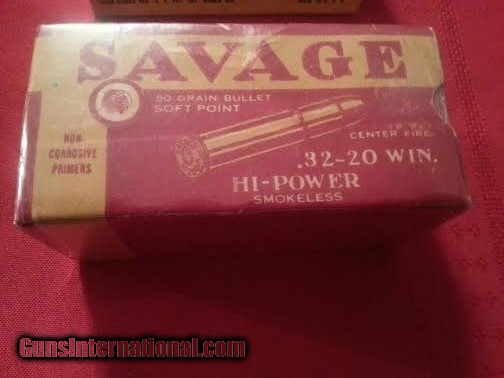 SAVAGE
.90 GRAIN BULLET
SOFT POINT
CENTER FIRE
NON-
CORROSIVE
PRIMERS
.32-20 WIN.
HI-POWER
SMOKELESS
GunsInternational.com